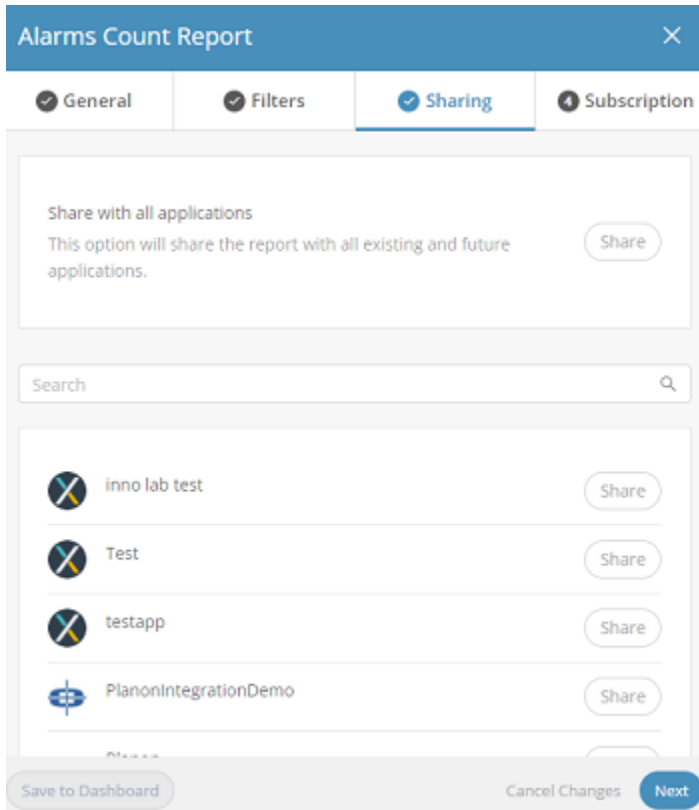 Alarms Count Report
General
Filters
Sharing
4 Subscription
Share with all applications
This option will share the report with all existing and future
applications.
Share
Search
inno lab test
Share
Test
Share
testapp
Share
PlanonIntegrationDemo
Share
Save to Dashboard
Cancel Changes
Next